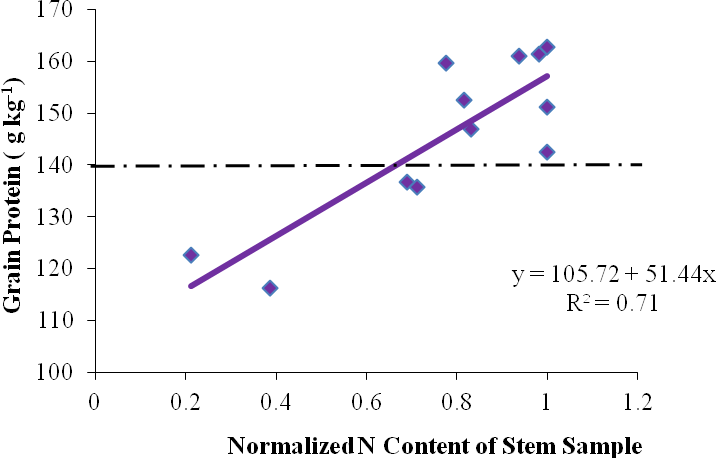 170
160
150
140
130
120
110
100
Grain Protein ( g kg⁻¹)
y = 105.72 + 51.44x
R² = 0.71
0 0.2 0.4 0.6 0.8 1 1.2
Normalized N Content of Stem Sample